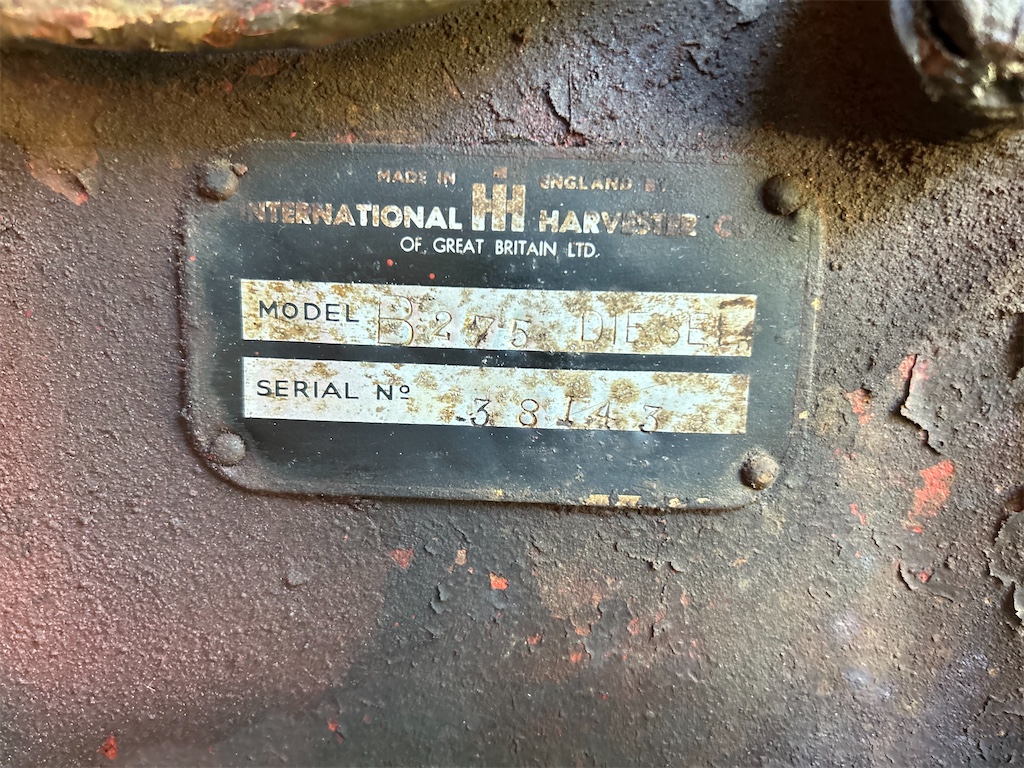 MADE IN ENGLAND BY
INTERNATIONAL IH HARVESTER Co
OF GREAT BRITAIN LTD.
MODEL B 275 DIESEL
SERIAL Nº 38143